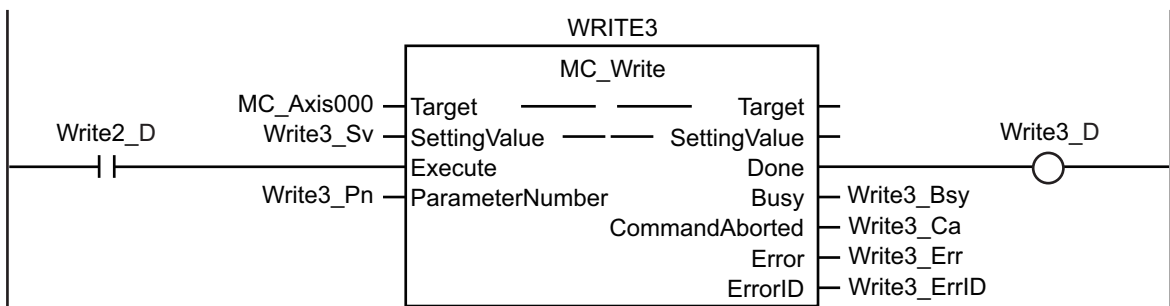 WRITE3
MC_Write
MC_Axis000 Target Target
Write2_D Write3_Sv SettingValue SettingValue Write3_D
Execute Done
Write3_Pn ParameterNumber Busy Write3_Bsy
CommandAborted Write3_Ca
Error Write3_Err
ErrorID Write3_ErrID